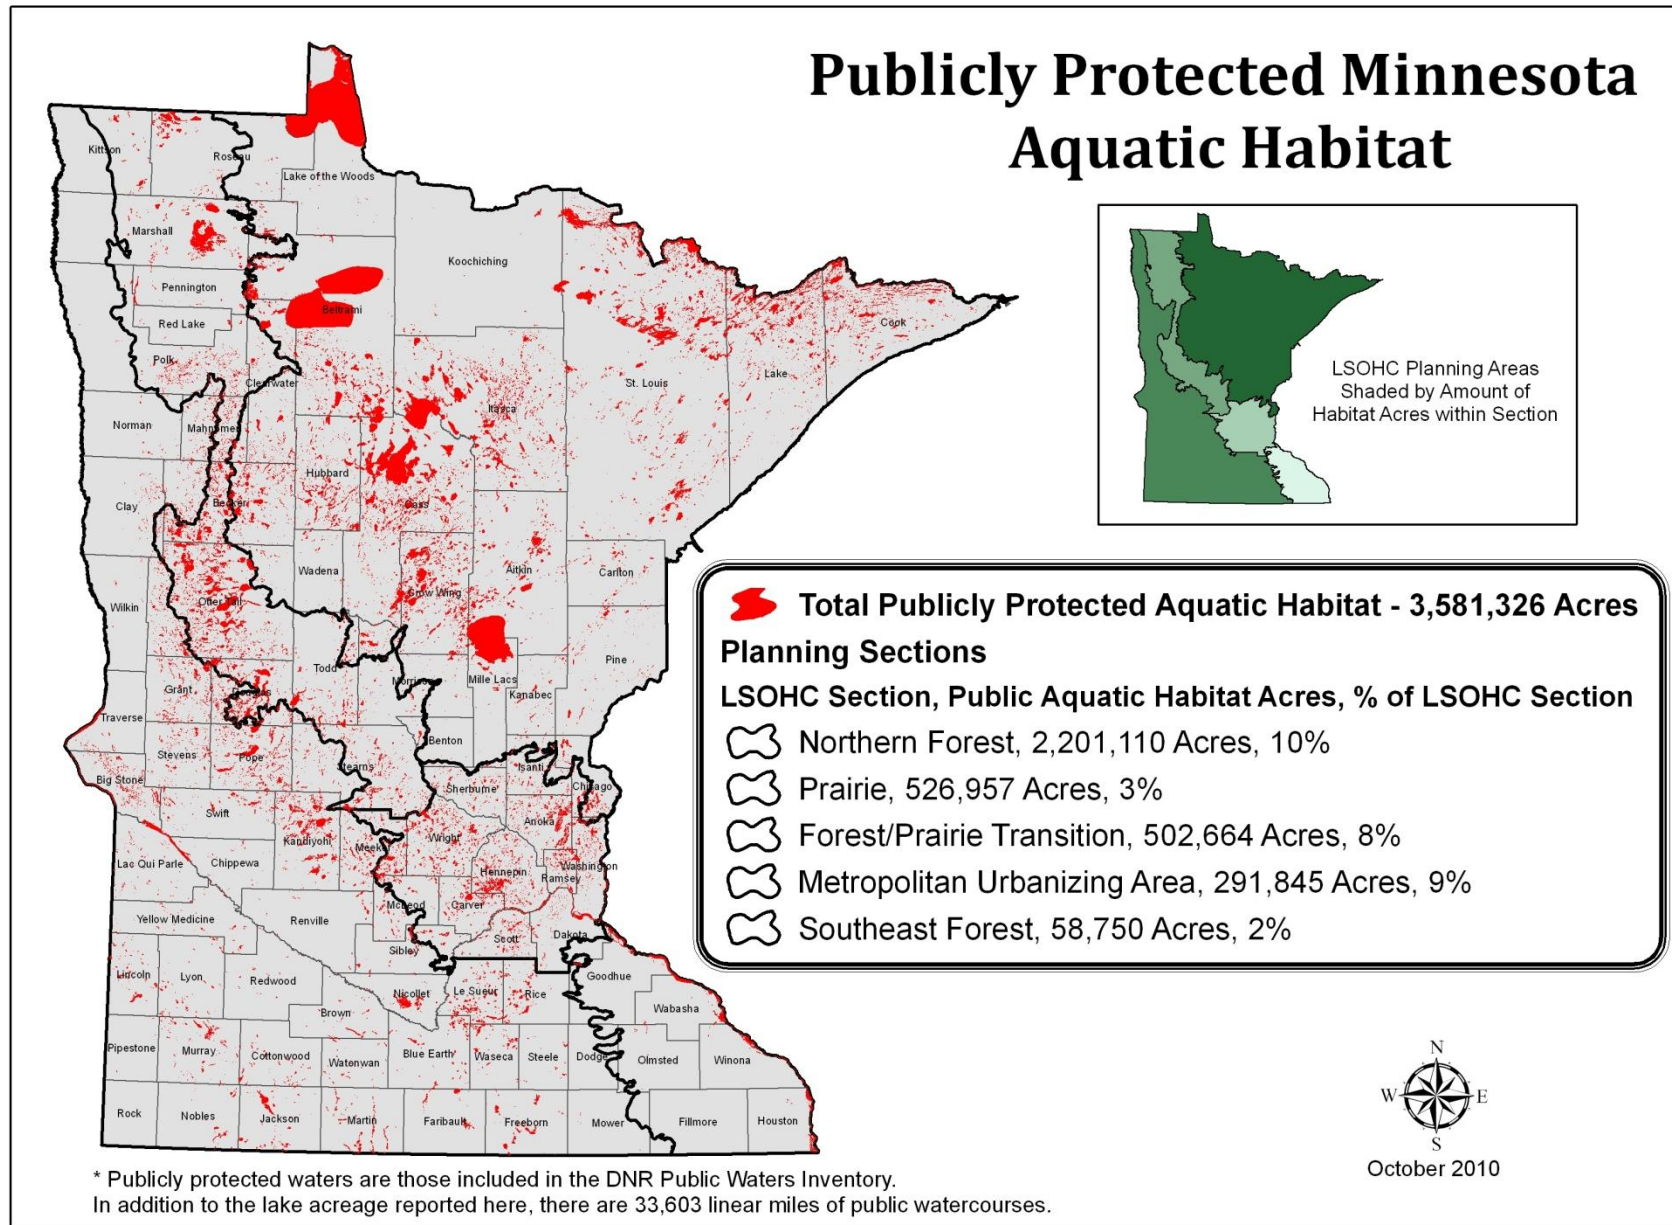 Publicly Protected Minnesota
Aquatic Habitat
Kittson
Roseau
Lake of the Woods
Marshall
Koochiching
Pennington
Beltrami
Red Lake
Cook
Polk
Clearwater
St. Louis
Lake
Itasca
Norman
Mahnomen
Hubbard
Clay
Becker
Cass
Wadena
Aitkin
Carlton
Crow Wing
Otter Tail
Wilkin
Todd
Pine
Mille Lacs
Morrison
Grant
Douglas
Kanabec
Traverse
Benton
Stevens
Pope
Stearns
Isanti
Big Stone
Sherburne
Chisago
Swift
Anoka
Kandiyohi
Wright
Meeker
Lac Qui Parle
Chippewa
Hennepin
Washington
Ramsey
McLeod
Carver
Yellow Medicine
Renville
Scott
Dakota
Sibley
Lincoln
Lyon
Redwood
Goodhue
Nicollet
Le Sueur
Rice
Wabasha
Brown
Pipestone
Murray
Cottonwood
Watonwan
Blue Earth
Waseca
Steele
Dodge
Olmsted
Winona
Rock
Nobles
Jackson
Martin
Faribault
Freeborn
Mower
Fillmore
Houston
LSOHC Planning Areas
Shaded by Amount of
Habitat Acres within Section
Total Publicly Protected Aquatic Habitat - 3,581,326 Acres
Planning Sections
LSOHC Section, Public Aquatic Habitat Acres, % of LSOHC Section
Northern Forest, 2,201,110 Acres, 10%
Prairie, 526,957 Acres, 3%
Forest/Prairie Transition, 502,664 Acres, 8%
Metropolitan Urbanizing Area, 291,845 Acres, 9%
Southeast Forest, 58,750 Acres, 2%
N
W E
S
October 2010
* Publicly protected waters are those included in the DNR Public Waters Inventory.
In addition to the lake acreage reported here, there are 33,603 linear miles of public watercourses.